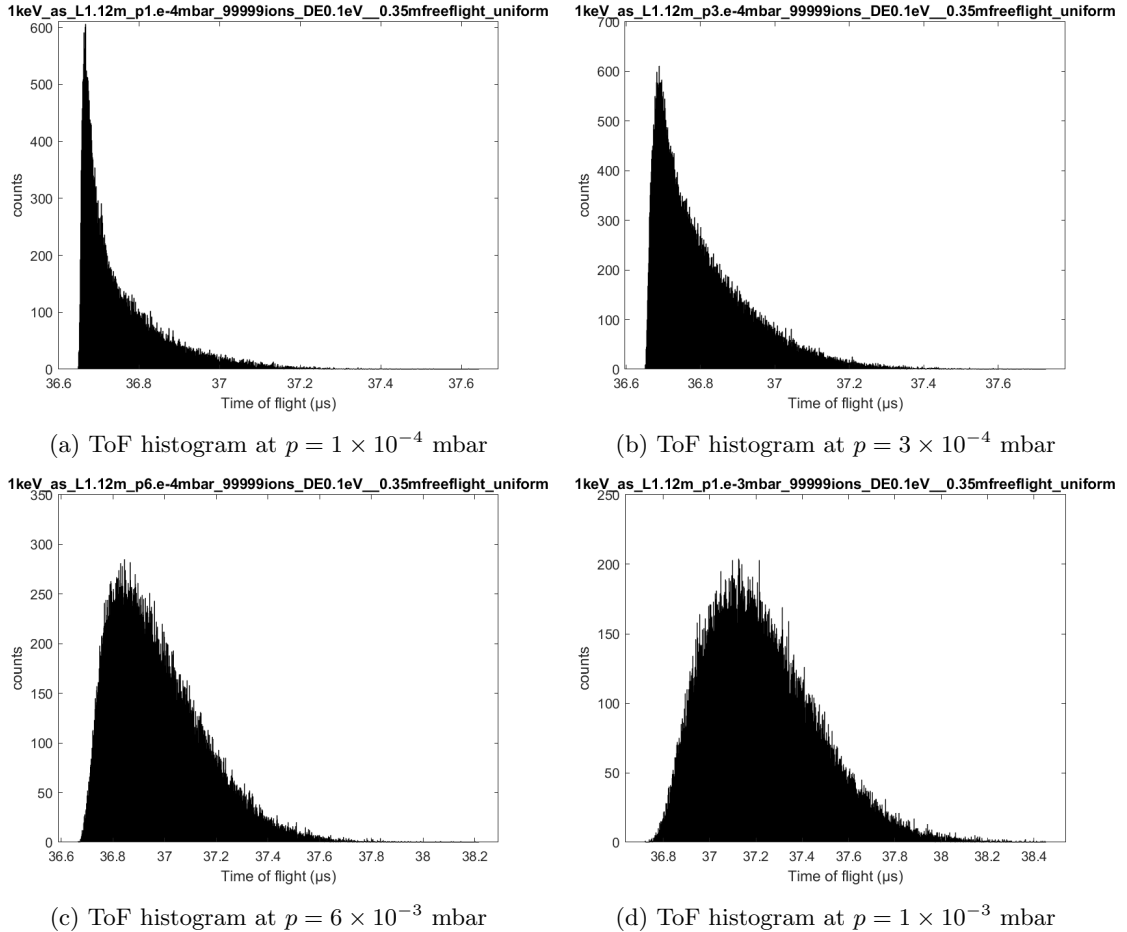 1keV_as_L1.12m_p1.e-4mbar_99999ions_DE0.1eV__0.35mfreeflight_uniform
600
500
400
300
200
100
0
counts
36.6 36.8 37 37.2 37.4 37.6
Time of flight (µs)
(a) ToF histogram at p = 1 × 10⁻⁴ mbar
1keV_as_L1.12m_p3.e-4mbar_99999ions_DE0.1eV__0.35mfreeflight_uniform
700
600
500
400
300
200
100
0
counts
36.6 36.8 37 37.2 37.4 37.6
Time of flight (µs)
(b) ToF histogram at p = 3 × 10⁻⁴ mbar
1keV_as_L1.12m_p6.e-4mbar_99999ions_DE0.1eV__0.35mfreeflight_uniform
350
300
250
200
150
100
50
0
counts
36.6 36.8 37 37.2 37.4 37.6 37.8 38 38.2
Time of flight (µs)
(c) ToF histogram at p = 6 × 10⁻³ mbar
1keV_as_L1.12m_p1.e-3mbar_99999ions_DE0.1eV__0.35mfreeflight_uniform
250
200
150
100
50
0
counts
36.8 37 37.2 37.4 37.6 37.8 38 38.2 38.4
Time of flight (µs)
(d) ToF histogram at p = 1 × 10⁻³ mbar